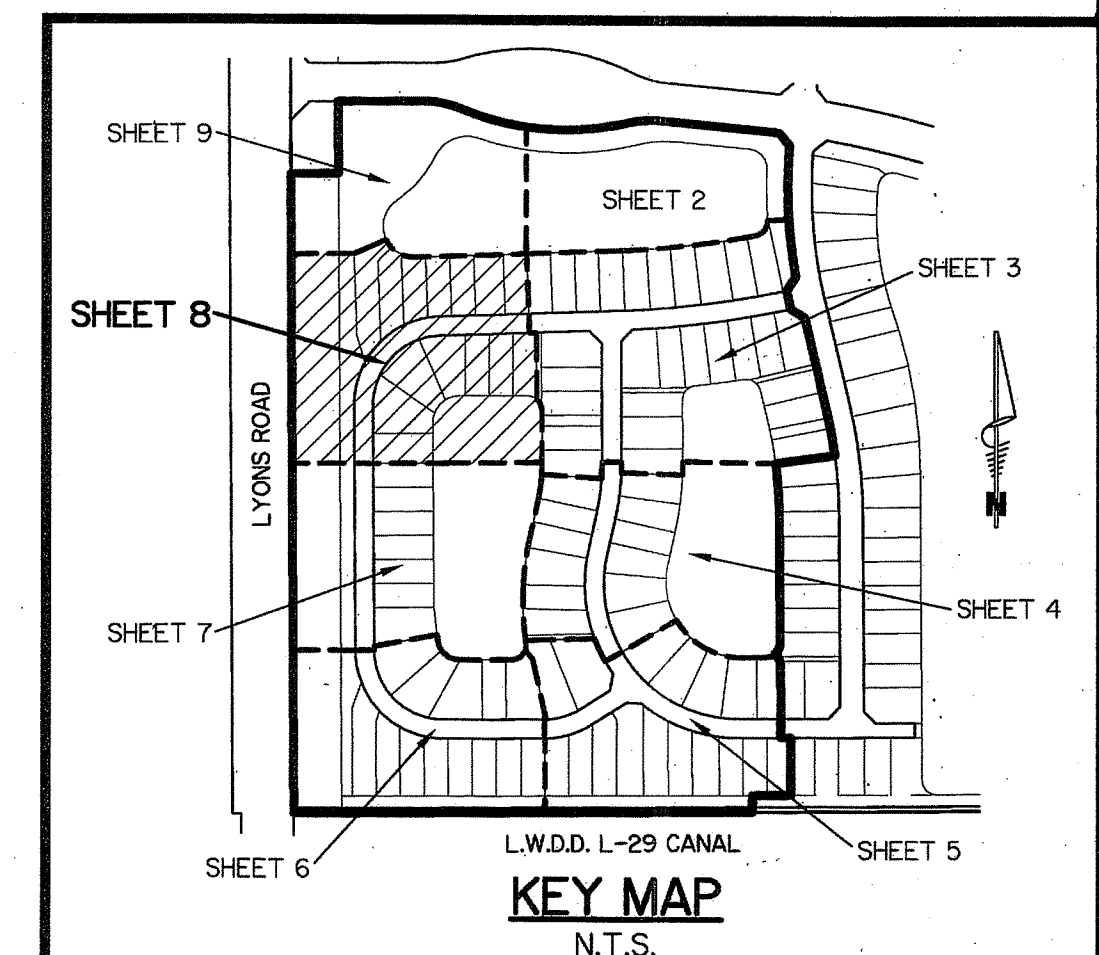 SHEET 9
SHEET 2
SHEET 3
SHEET 8
LYONS ROAD
N
SHEET 7
SHEET 4
L.W.D.D. L-29 CANAL
SHEET 5
SHEET 6
KEY MAP
N.T.S.